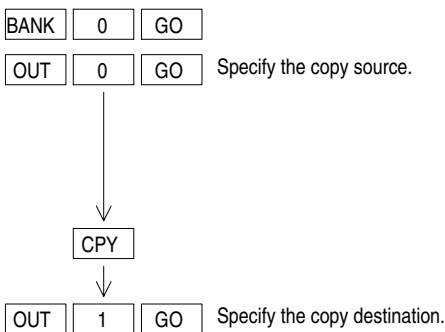 BANK 0 GO
OUT 0 GO Specify the copy source.
CPY
OUT 1 GO Specify the copy destination.